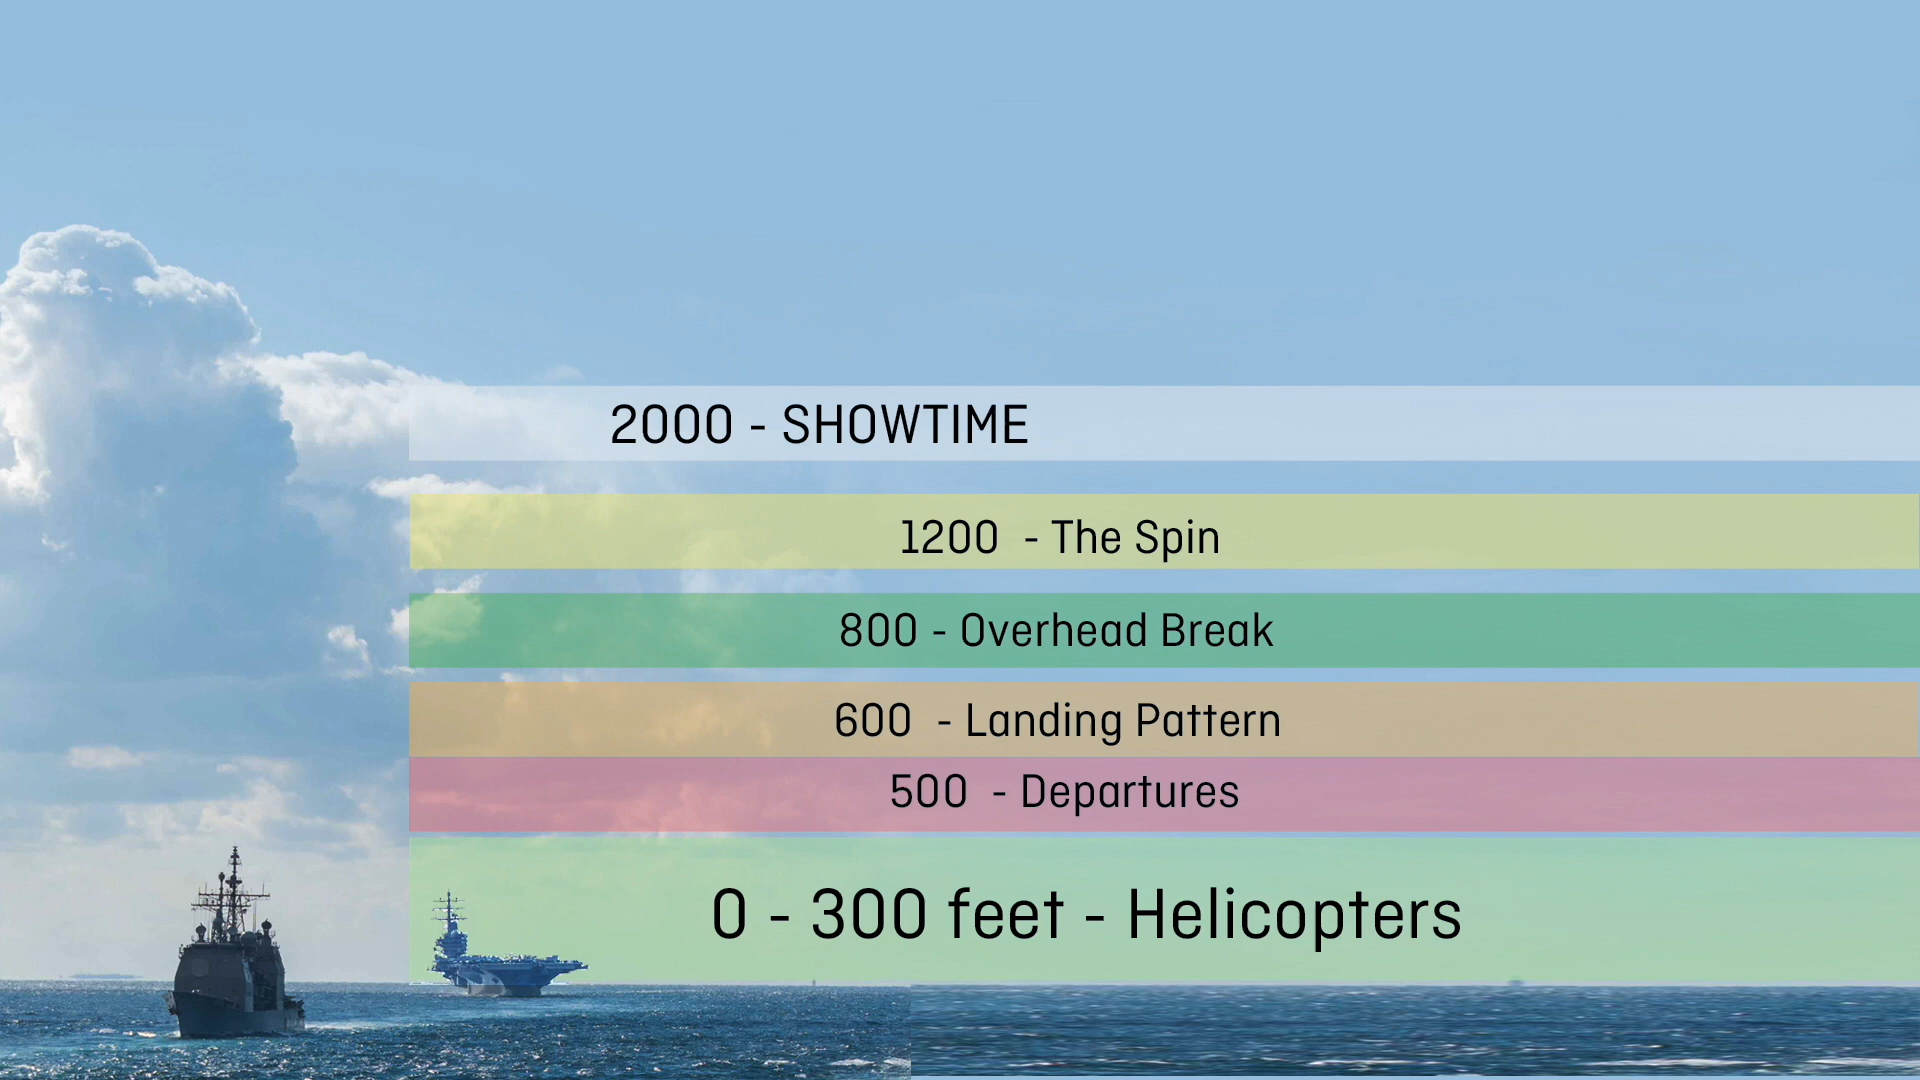 2000 - SHOWTIME
1200 - The Spin
800 - Overhead Break
600 - Landing Pattern
500 - Departures
0 - 300 feet - Helicopters